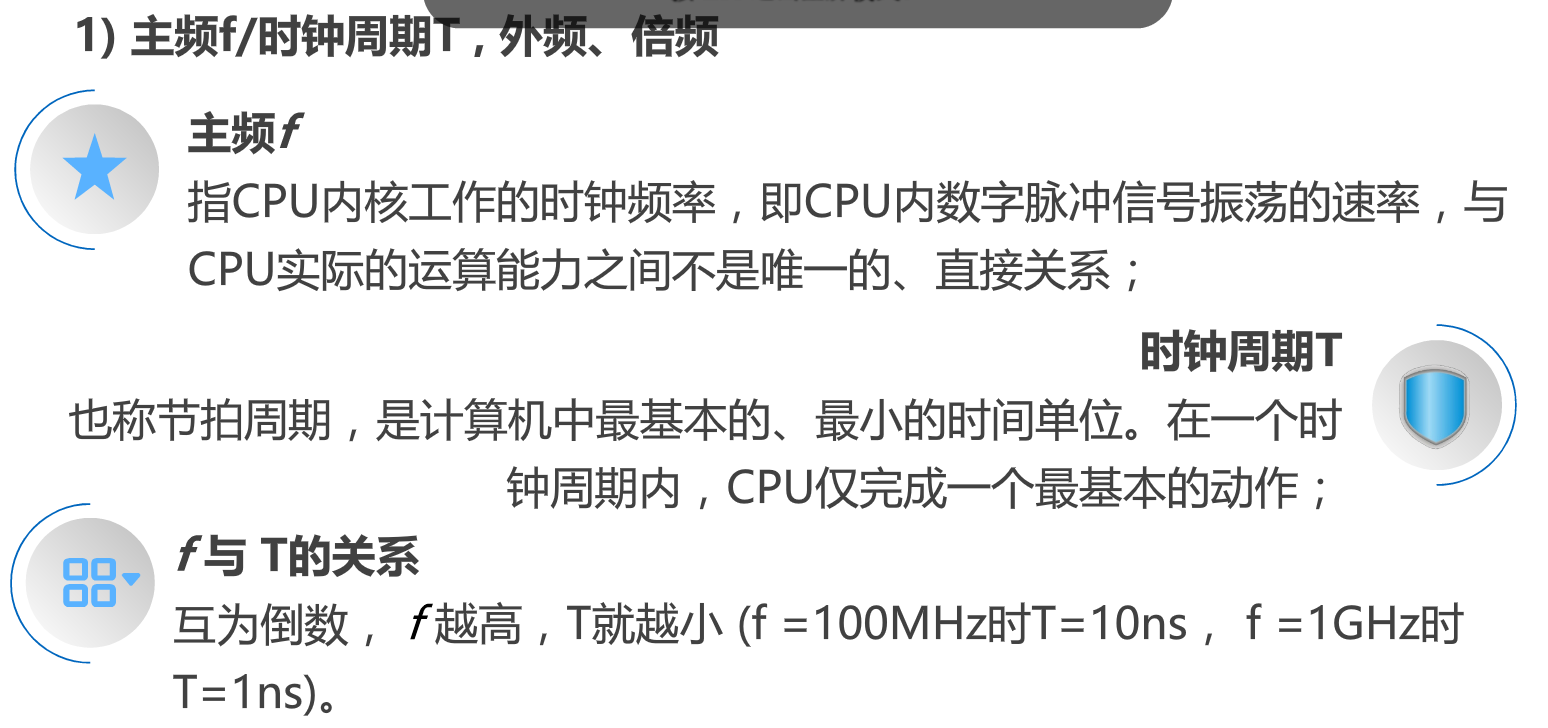 1) 主频f/时钟周期T，外频、倍频
主频f
指CPU内核工作的时钟频率，即CPU内数字脉冲信号振荡的速率，与
CPU实际的运算能力之间不是唯一的、直接关系；
时钟周期T
也称节拍周期，是计算机中最基本的、最小的时间单位。在一个时
钟周期内，CPU仅完成一个最基本的动作；
f 与 T的关系
互为倒数， f 越高，T就越小 (f =100MHz时T=10ns， f =1GHz时
T=1ns)。